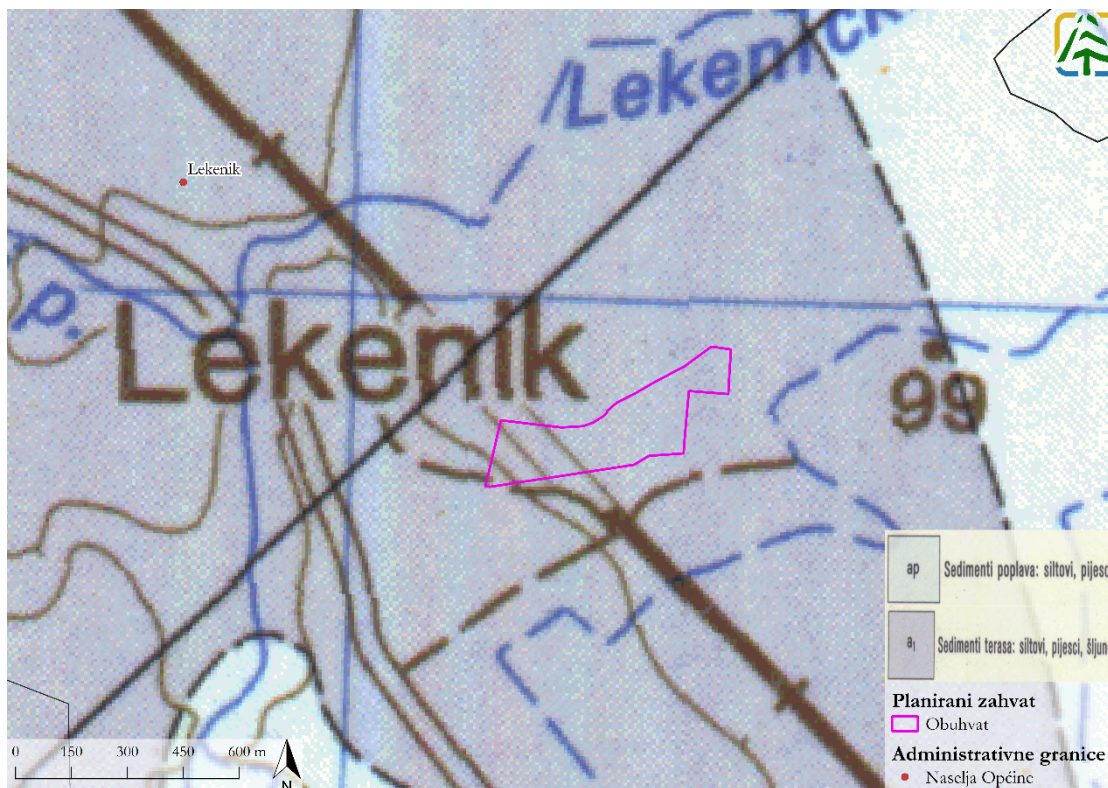 Lekeničk
Lekenik
p.
Lekenik
99
ap Sedimenti poplava: siltovi, pijesc
a1 Sedimenti terasa: siltovi, pijesci, šljun
Planirani zahvat
Obuhvat
Administrativne granice
Naselja Općine
0 150 300 450 600 m
N